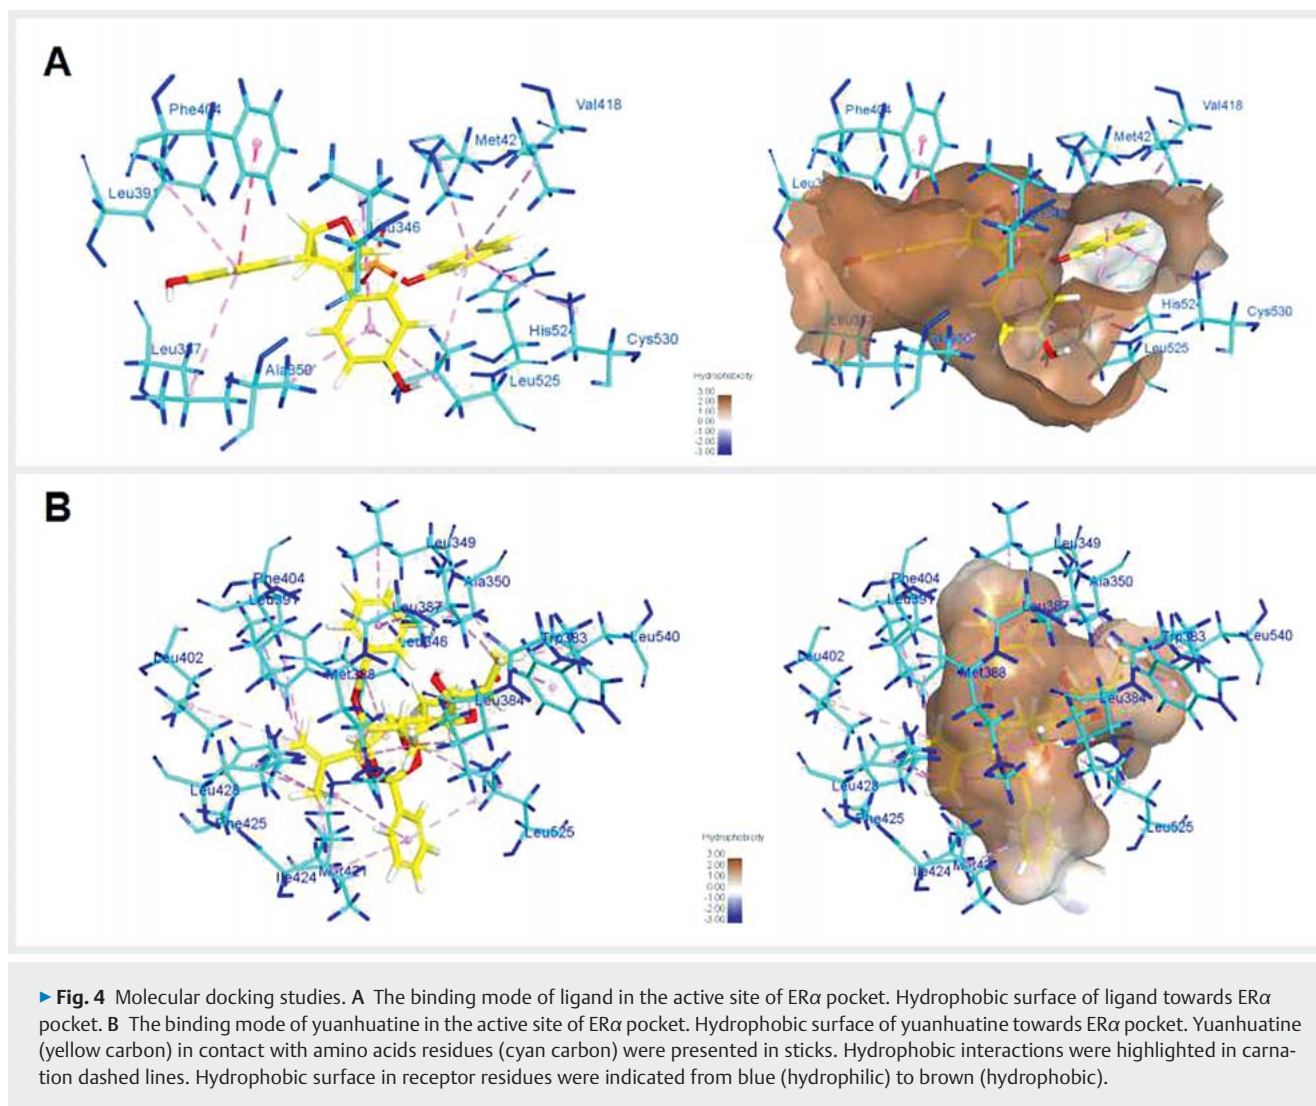 A
Phe404
Val418
Met42
Leu391
u346
His524
Cys530
Leu387
Ala350
Leu525
Hydrophobicity
3.00
2.00
1.00
0.00
-1.00
-2.00
-3.00
Phe404
Val418
Met42
His524
Cys530
Leu525
B
Leu349
Phe404
Ala350
Leu391
Leu387
Leu346
Trp383
Leu540
Leu402
Met388
Leu384
Leu428
Phe425
Leu525
Ile424
Met421
Hydrophobicity
3.00
2.00
1.00
0.00
-1.00
-2.00
-3.00
Leu349
Phe404
Ala350
Leu391
Leu387
Trp383
Leu540
Leu402
Met388
Leu384
Leu428
Phe425
Leu525
Ile424
Met42
▶ Fig. 4 Molecular docking studies. A The binding mode of ligand in the active site of ERα pocket. Hydrophobic surface of ligand towards ERα
pocket. B The binding mode of yuanhuatine in the active site of ERα pocket. Hydrophobic surface of yuanhuatine towards ERα pocket. Yuanhuatine
(yellow carbon) in contact with amino acids residues (cyan carbon) were presented in sticks. Hydrophobic interactions were highlighted in carna-
tion dashed lines. Hydrophobic surface in receptor residues were indicated from blue (hydrophilic) to brown (hydrophobic).